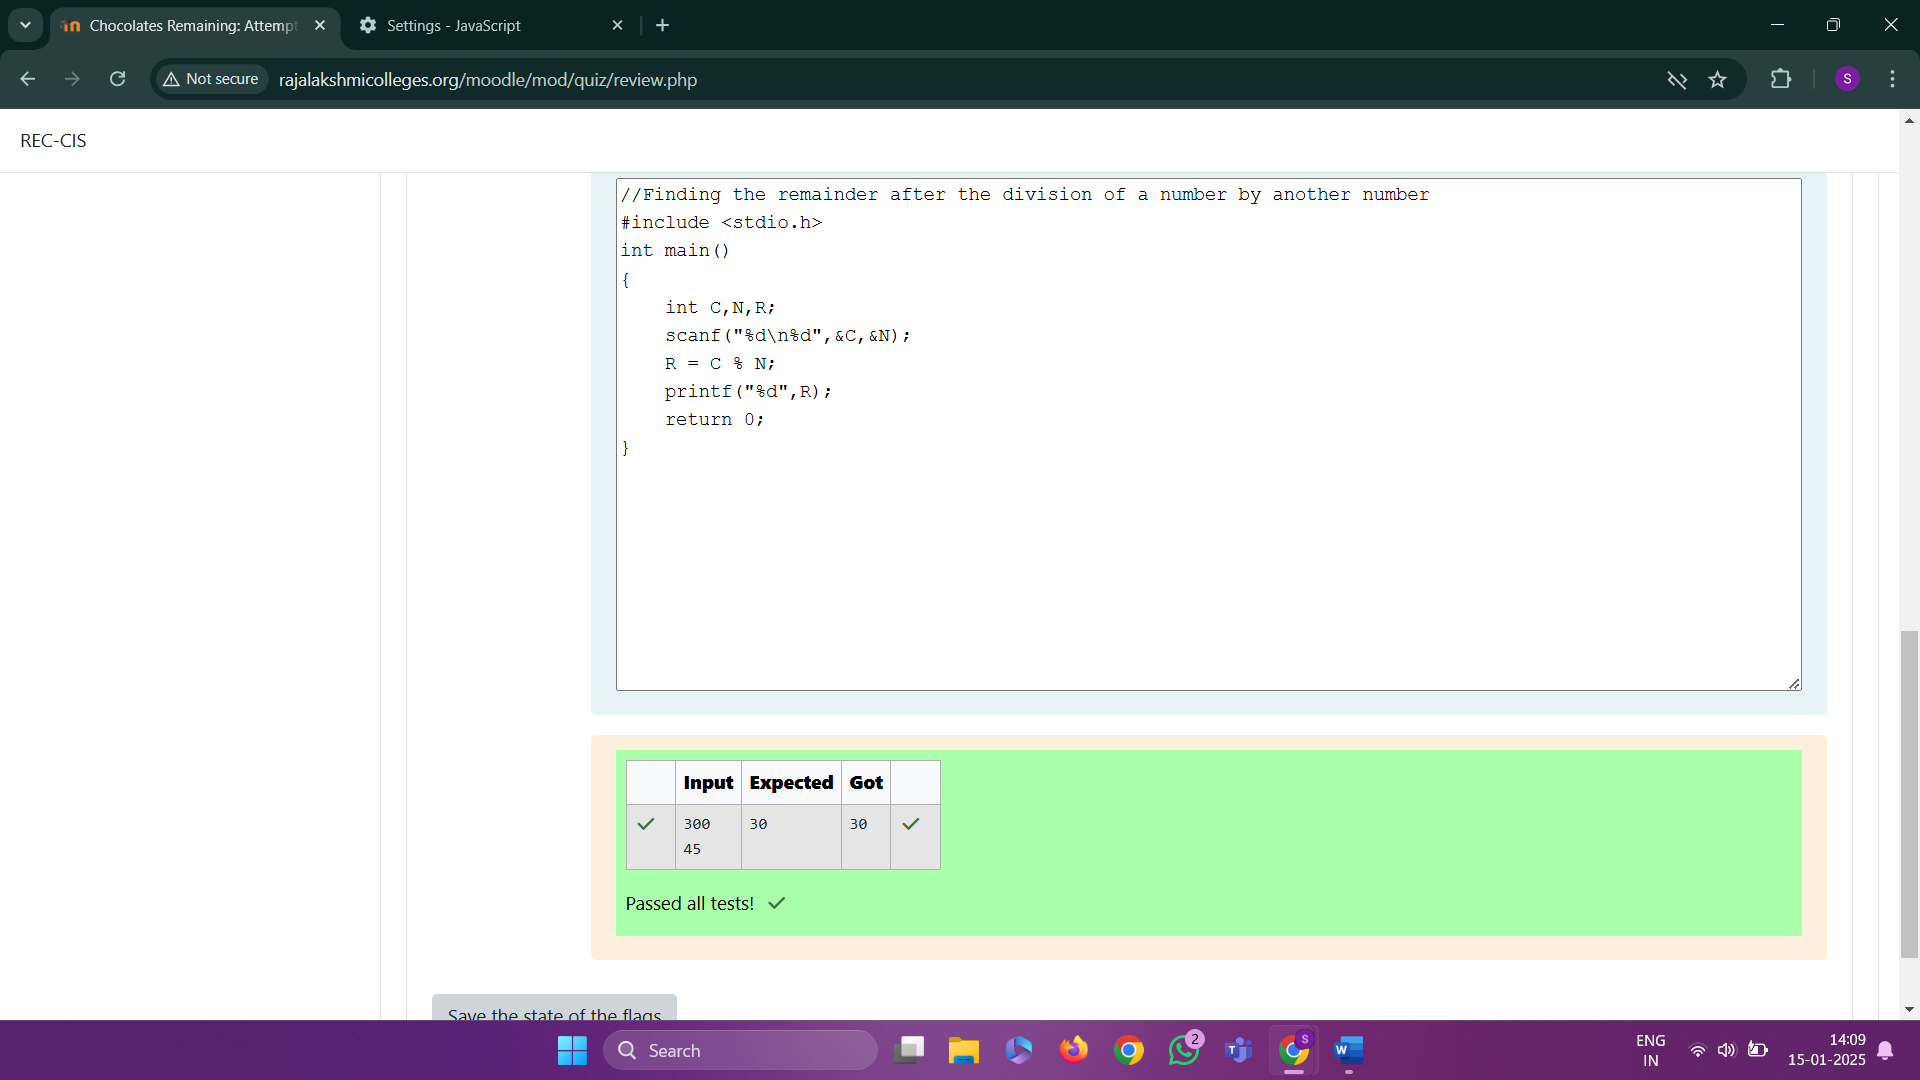 Chocolates Remaining: Attempt
Settings - JavaScript
Not secure
rajalakshmicolleges.org/moodle/mod/quiz/review.php
S
REC-CIS
//Finding the remainder after the division of a number by another number
#include <stdio.h>
int main()
{
    int C,N,R;
    scanf("%d\n%d",&C,&N);
    R = C % N;
    printf("%d",R);
    return 0;
}
Input Expected Got
300 30 30
45
Passed all tests!
Save the state of the flags
Search
2
T
S
W
ENG
IN
14:09
15-01-2025